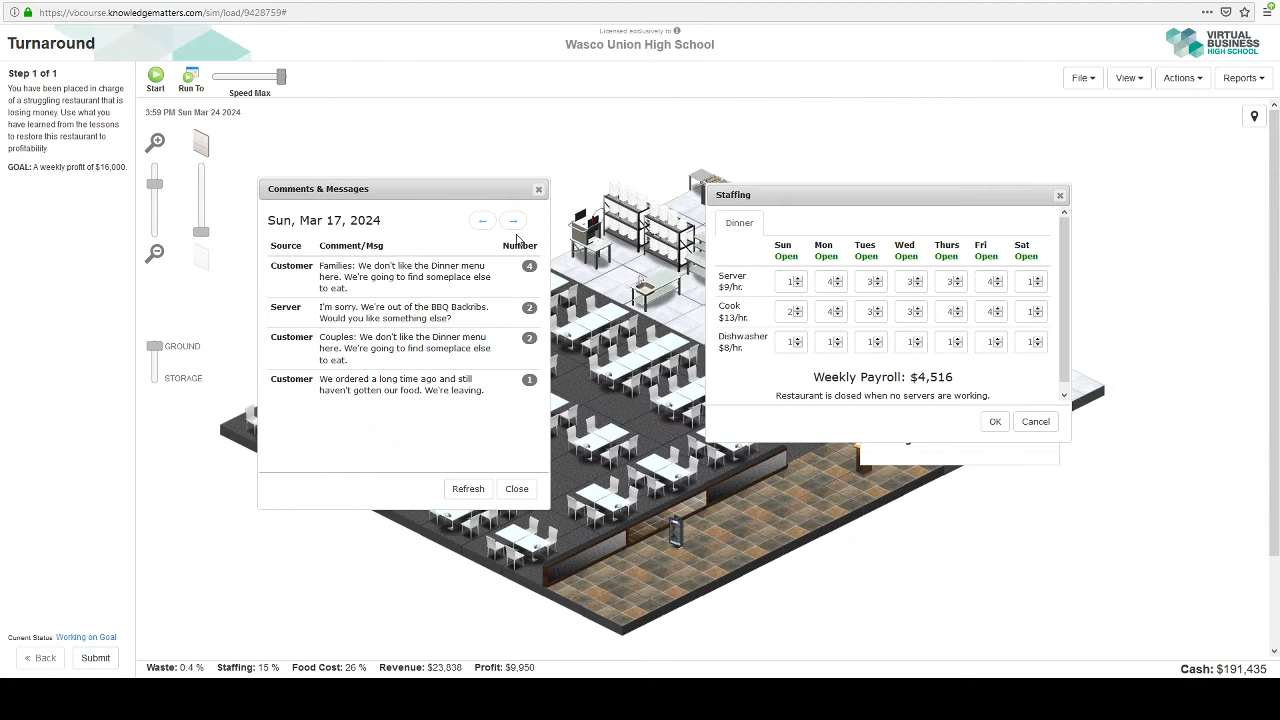 https://vbcourse.knowledgematters.com/sim/load/9428759#
Turnaround
Licensed exclusively to
Wasco Union High School
VIRTUAL
BUSINESS
HIGH SCHOOL
Step 1 of 1
You have been placed in charge
of a struggling restaurant that is
losing money. Use what you
have learned from the lessons
to restore this restaurant to
profitability
GOAL: A weekly profit of $16,000.
Start
Run To
Speed Max
File
View
Actions
Reports
3:59 PM Sun Mar 24 2024
GROUND
STORAGE
Comments & Messages
Sun, Mar 17, 2024
← →
Source Comment/Msg Number
Customer Families: We don't like the Dinner menu 4
here. We're going to find someplace else
to eat.
Server I'm sorry. We're out of the BBQ Backribs. 2
Would you like something else?
Customer Couples: We don't like the Dinner menu 2
here. We're going to find someplace else
to eat.
Customer We ordered a long time ago and still 1
haven't gotten our food. We're leaving.
Refresh Close
Staffing
Dinner
Sun Mon Tues Wed Thurs Fri Sat
Open Open Open Open Open Open Open
Server
$9/hr.
1 4 3 3 3 4 1
Cook
$13/hr.
2 4 3 3 4 4 1
Dishwasher
$8/hr.
1 1 1 1 1 1 1
Weekly Payroll: $4,516
Restaurant is closed when no servers are working.
OK Cancel
Current Status: Working on Goal
« Back Submit
Waste: 0.4 % Staffing: 15 % Food Cost: 26 % Revenue: $23,838 Profit: $9,950
Cash: $191,435